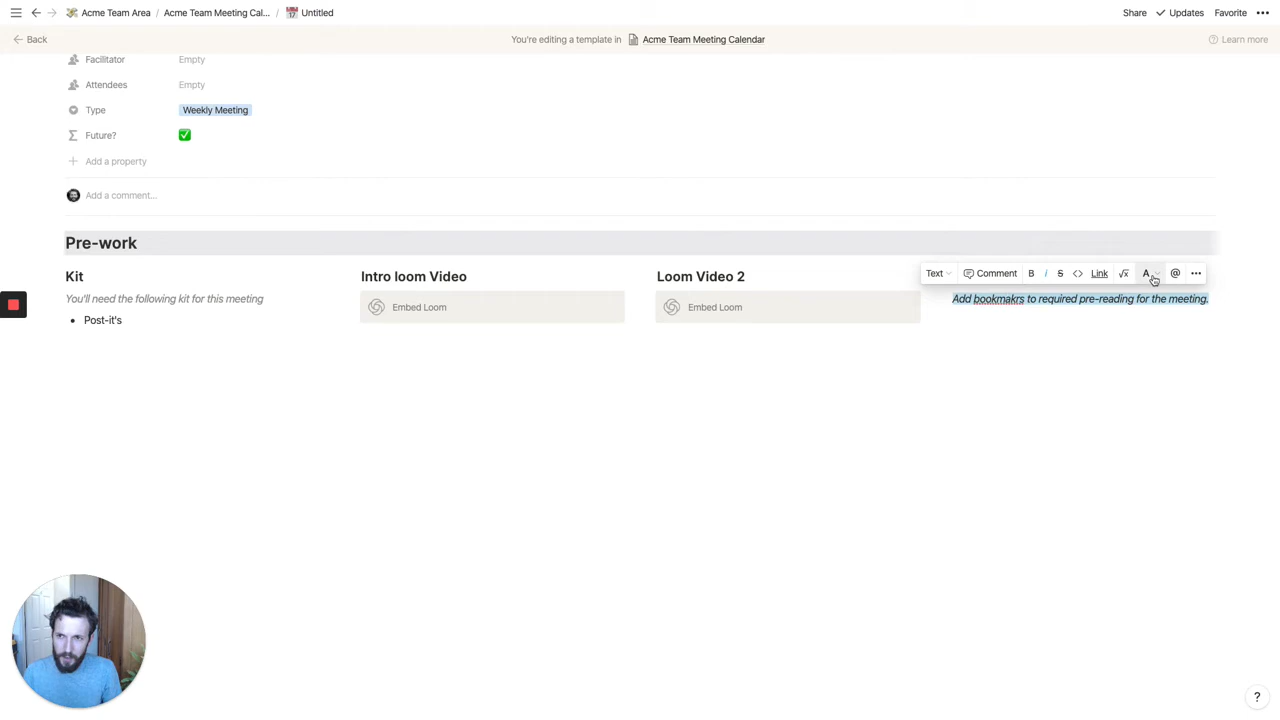 Acme Team Area / Acme Team Meeting Cal... / Untitled
Share Updates Favorite
Back
You're editing a template in Acme Team Meeting Calendar
Learn more
Facilitator Empty
Attendees Empty
Type Weekly Meeting
Future?
Add a property
Add a comment...
Pre-work
Kit
Intro loom Video
Loom Video 2
Text Comment B i S <> Link √x A @ •••
You'll need the following kit for this meeting
Embed Loom
Embed Loom
Add bookmakrs to required pre-reading for the meeting.
• Post-it's
?